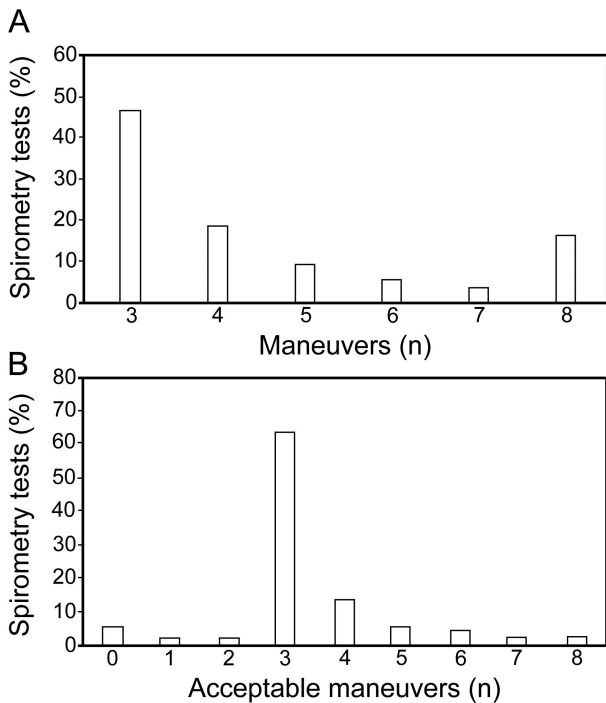 A
Spirometry tests (%)
60
50
40
30
20
10
0
3 4 5 6 7 8
Maneuvers (n)
B
Spirometry tests (%)
80
70
60
50
40
30
20
10
0
0 1 2 3 4 5 6 7 8
Acceptable maneuvers (n)